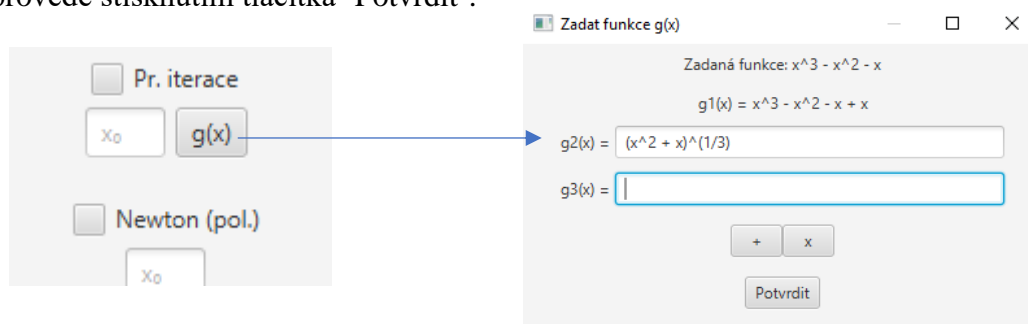 provede stisknutím tlačítka "Potvrdit".
Pr. iterace
x₀
g(x)
Newton (pol.)
x₀
Zadat funkce g(x)
Zadaná funkce: x^3 - x^2 - x
g1(x) = x^3 - x^2 - x + x
g2(x) = (x^2 + x)^(1/3)
g3(x) =
+ x
Potvrdit